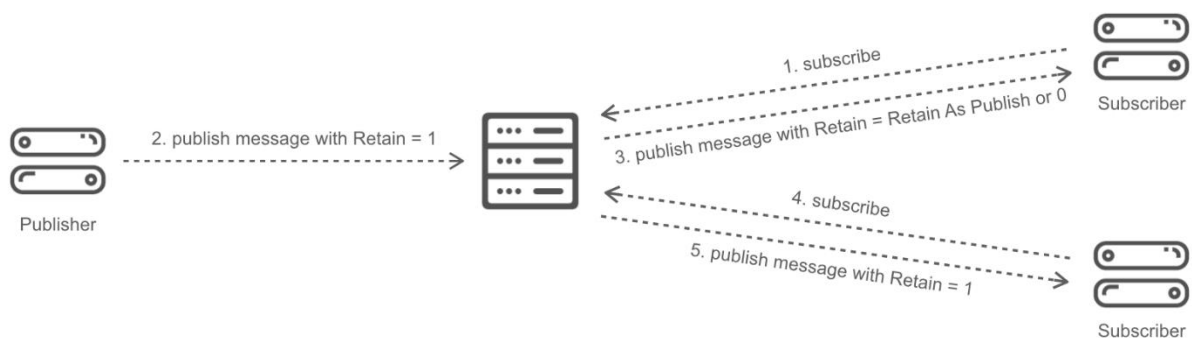 1. subscribe
Subscriber
2. publish message with Retain = 1
3. publish message with Retain = Retain As Publish or 0
Publisher
4. subscribe
5. publish message with Retain = 1
Subscriber